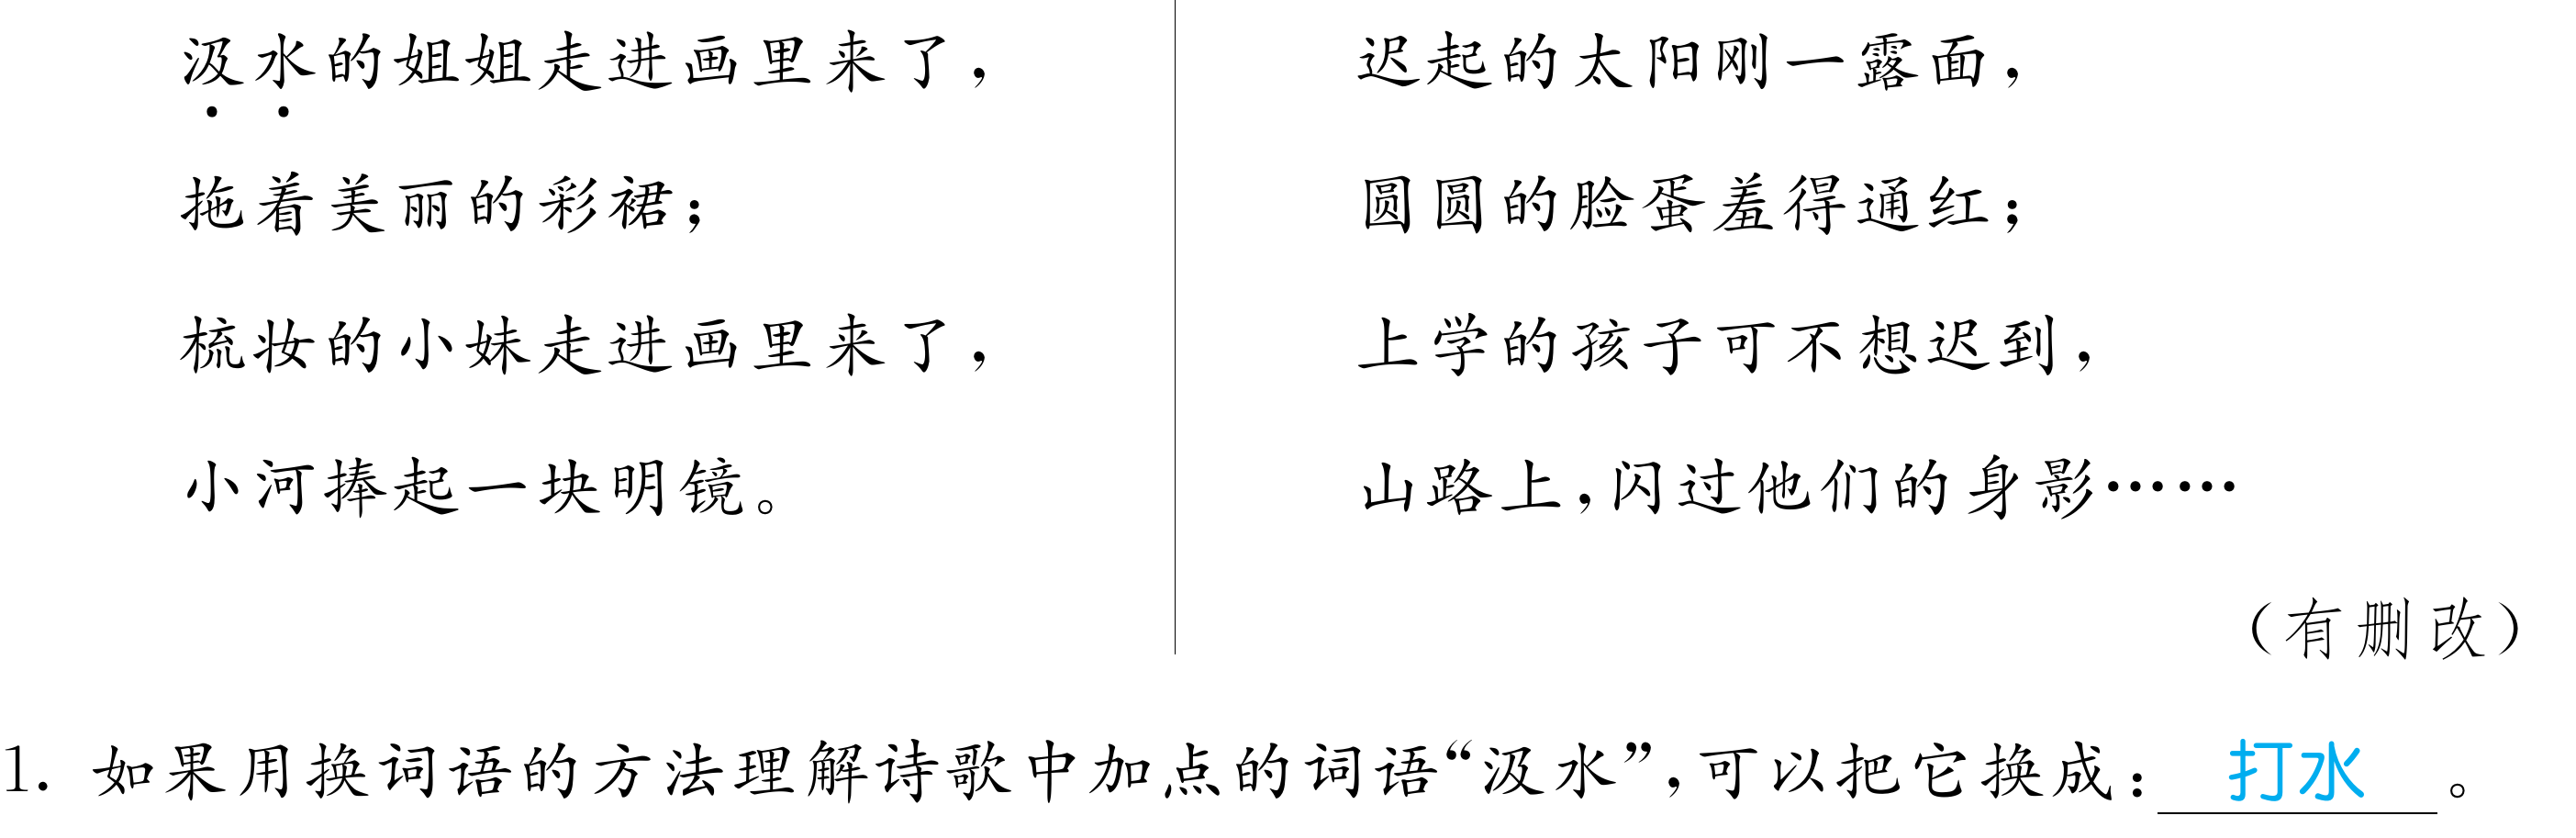 汲水的姐姐走进画里来了，
拖着美丽的彩裙；
梳妆的小妹走进画里来了，
小河捧起一块明镜。
迟起的太阳刚一露面，
圆圆的脸蛋羞得通红；
上学的孩子可不想迟到，
山路上，闪过他们的身影……
（有删改）
1. 如果用换词语的方法理解诗歌中加点的词语“汲水”，可以把它换成：打水。